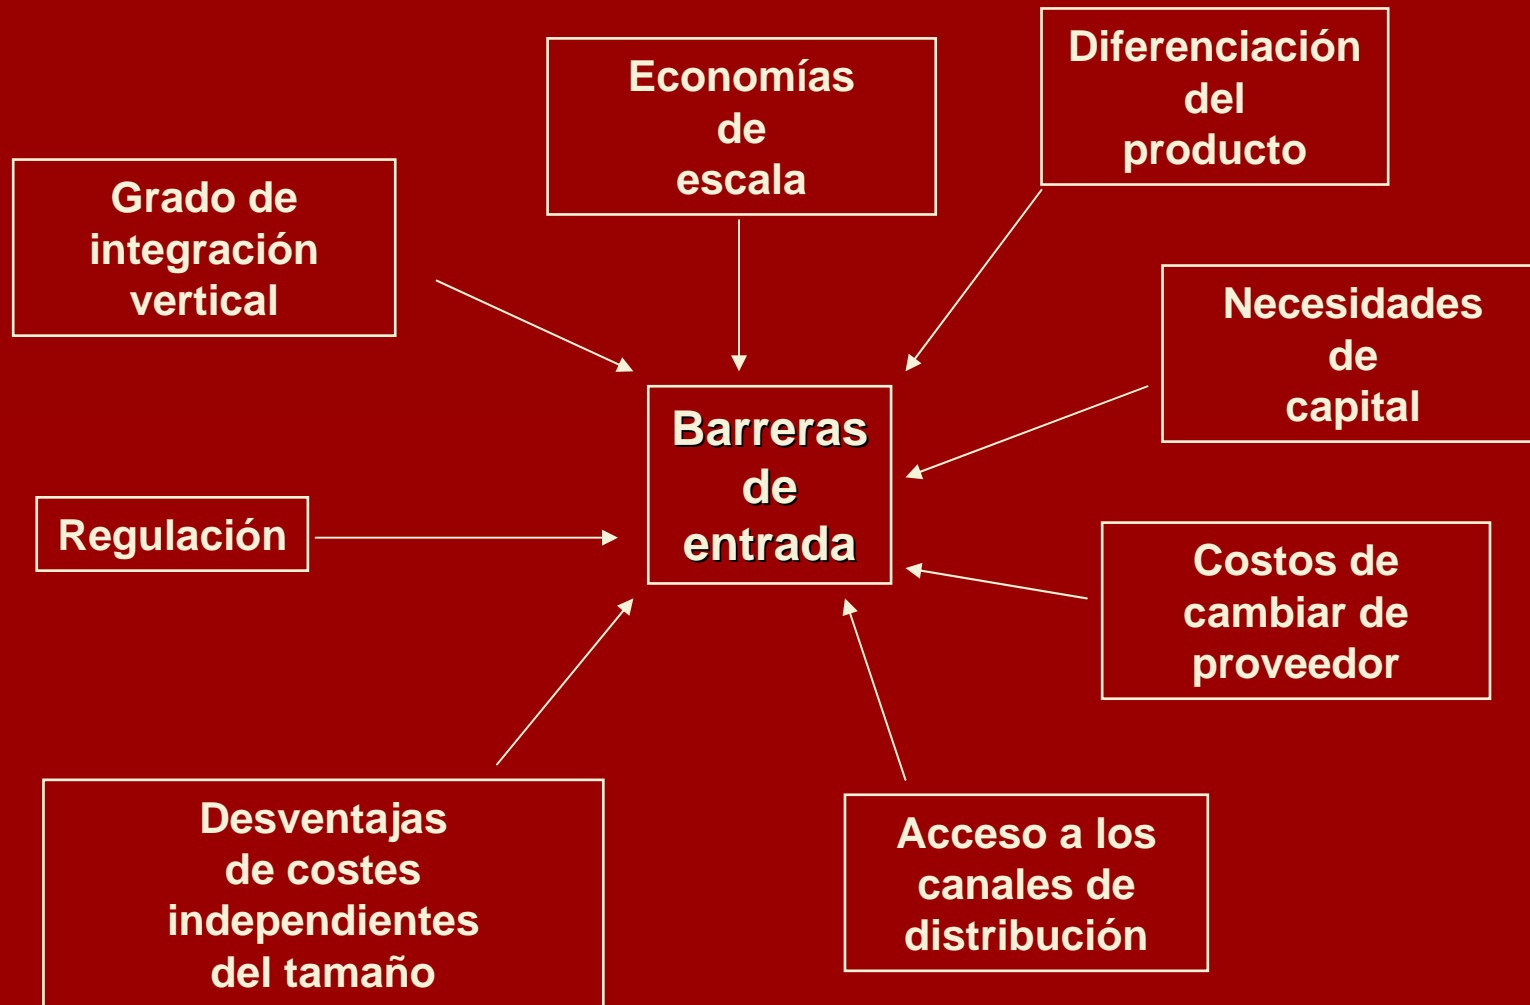 Economías
de
escala
Diferenciación
del
producto
Grado de
integración
vertical
Necesidades
de
capital
Barreras
de
entrada
Regulación
Costos de
cambiar de
proveedor
Desventajas
de costes
independientes
del tamaño
Acceso a los
canales de
distribución